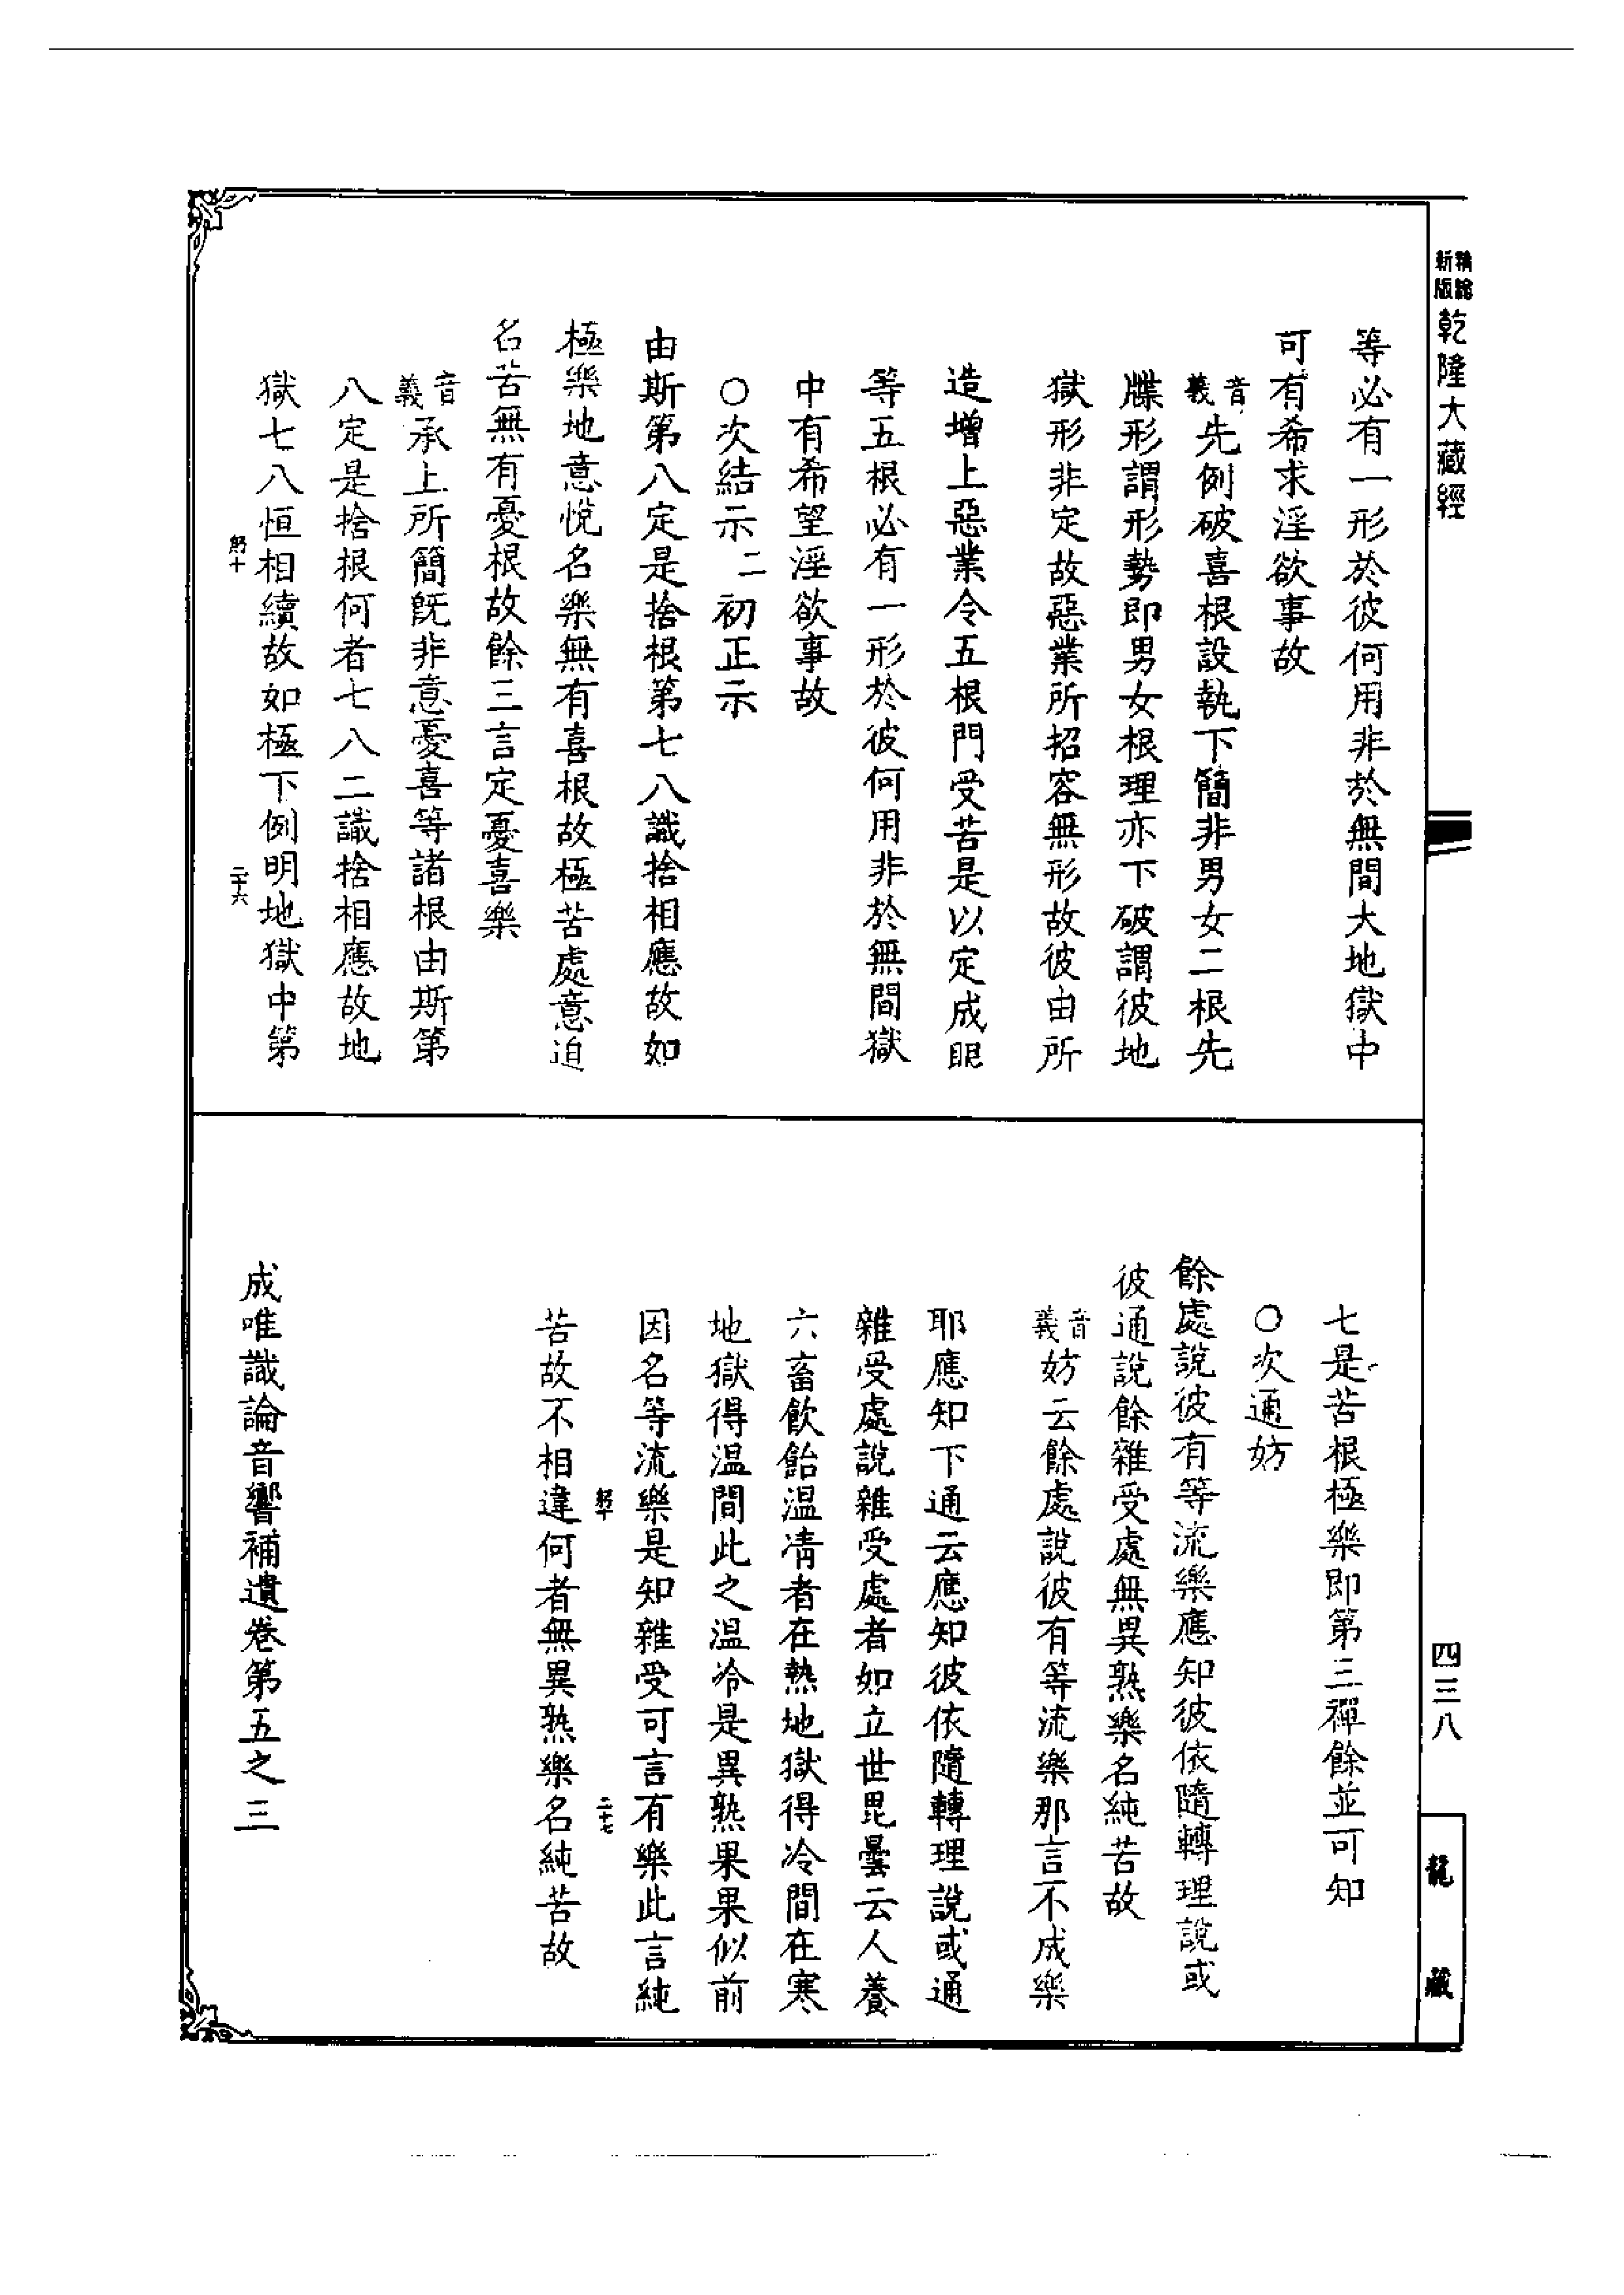 精鐫
新版
乾隆大藏經
四三八
龍藏
等必有一形於彼何用非於無間大地獄中
可有希求淫欲事故
音義先例破喜根設執下簡非男女二根先
牒形謂形勢即男女根理亦下破謂彼地
獄形非定故惡業所招容無形故彼由所
造增上惡業令五根門受苦是以定成眼
等五根必有一形於彼何用非於無間獄
中有希望淫欲事故
○次結示二初正示
由斯第八定是捨根第七八識捨相應故如
極樂地意悅名樂無有喜根故極苦處意迫
名苦無有憂根故餘三言定憂喜樂
音義承上所簡旣非意憂喜等諸根由斯第
八定是捨根何者七八二識捨相應故地
獄七八恒相續故如極下例明地獄中第
二十六
七是苦根極樂即第三禪餘並可知
○次通妨
餘處說彼有等流樂應知彼依隨轉理說或
彼通說餘雜受處無異熟樂名純苦故
音義妨云餘處說彼有等流樂那言不成樂
耶應知下通云應知彼依隨轉理說或通
雜受處說雜受處者如立世毘曇云人養
六畜飲飴溫凊者在熱地獄得冷間在寒
地獄得溫間此之溫冷是異熟果果似前
因名等流樂是知雜受可言有樂此言純
二十七
苦故不相違何者無異熟樂名純苦故
成唯識論音響補遺卷第五之三